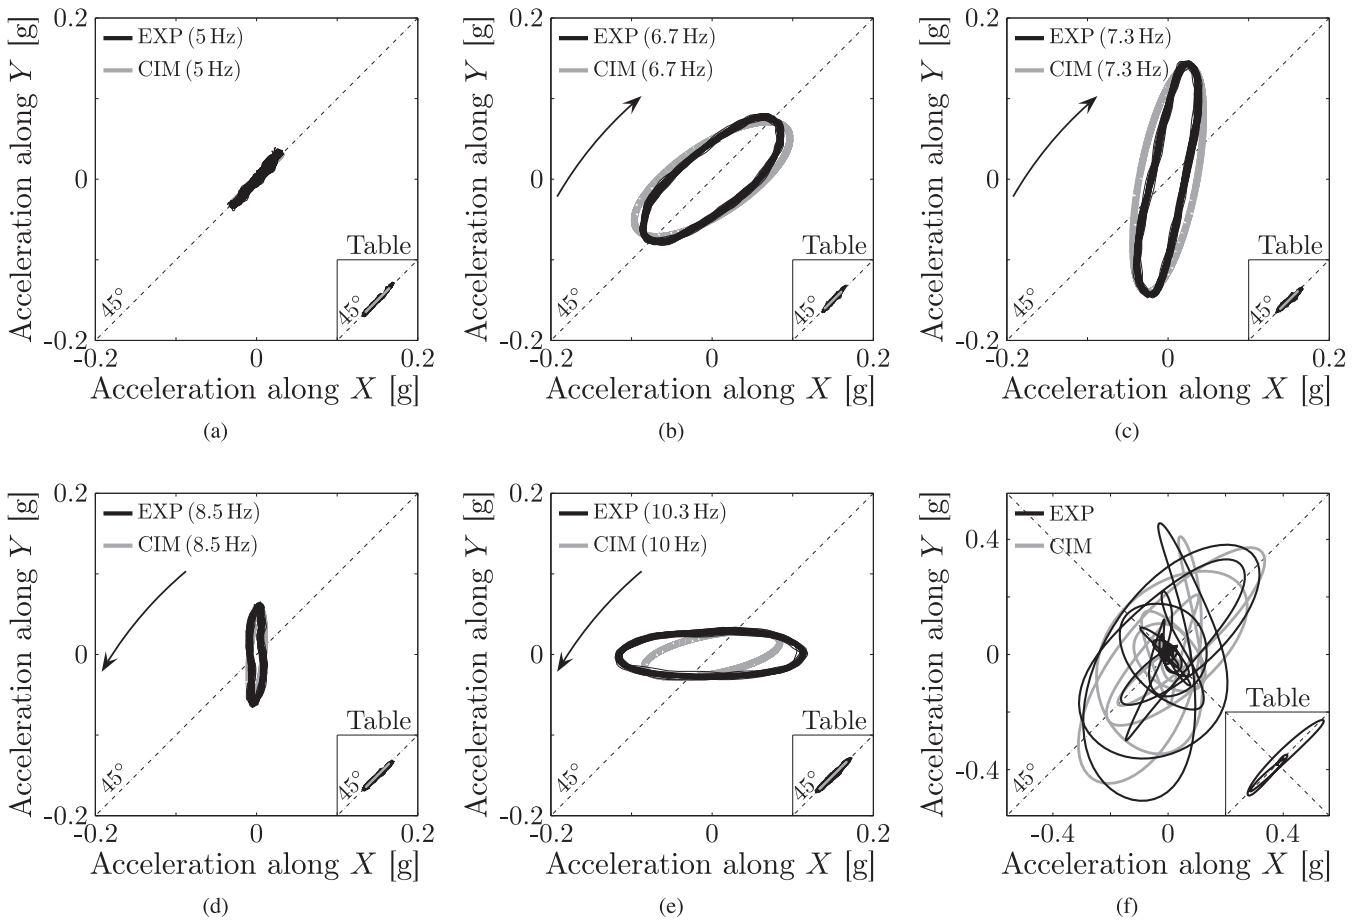 0.2
EXP (5 Hz)
CIM (5 Hz)
0
-0.2
-0.2
0
0.2
Acceleration along Y [g]
Acceleration along X [g]
45°
Table
45°
(a)
0.2
EXP (6.7 Hz)
CIM (6.7 Hz)
0
-0.2
-0.2
0
0.2
Acceleration along Y [g]
Acceleration along X [g]
45°
Table
45°
(b)
0.2
EXP (7.3 Hz)
CIM (7.3 Hz)
0
-0.2
-0.2
0
0.2
Acceleration along Y [g]
Acceleration along X [g]
45°
Table
45°
(c)
0.2
EXP (8.5 Hz)
CIM (8.5 Hz)
0
-0.2
-0.2
0
0.2
Acceleration along Y [g]
Acceleration along X [g]
45°
Table
45°
(d)
0.2
EXP (10.3 Hz)
CIM (10 Hz)
0
-0.2
-0.2
0
0.2
Acceleration along Y [g]
Acceleration along X [g]
45°
Table
45°
(e)
EXP
CIM
0.4
0
-0.4
-0.4
0
0.4
Acceleration along Y [g]
Acceleration along X [g]
45°
Table
(f)